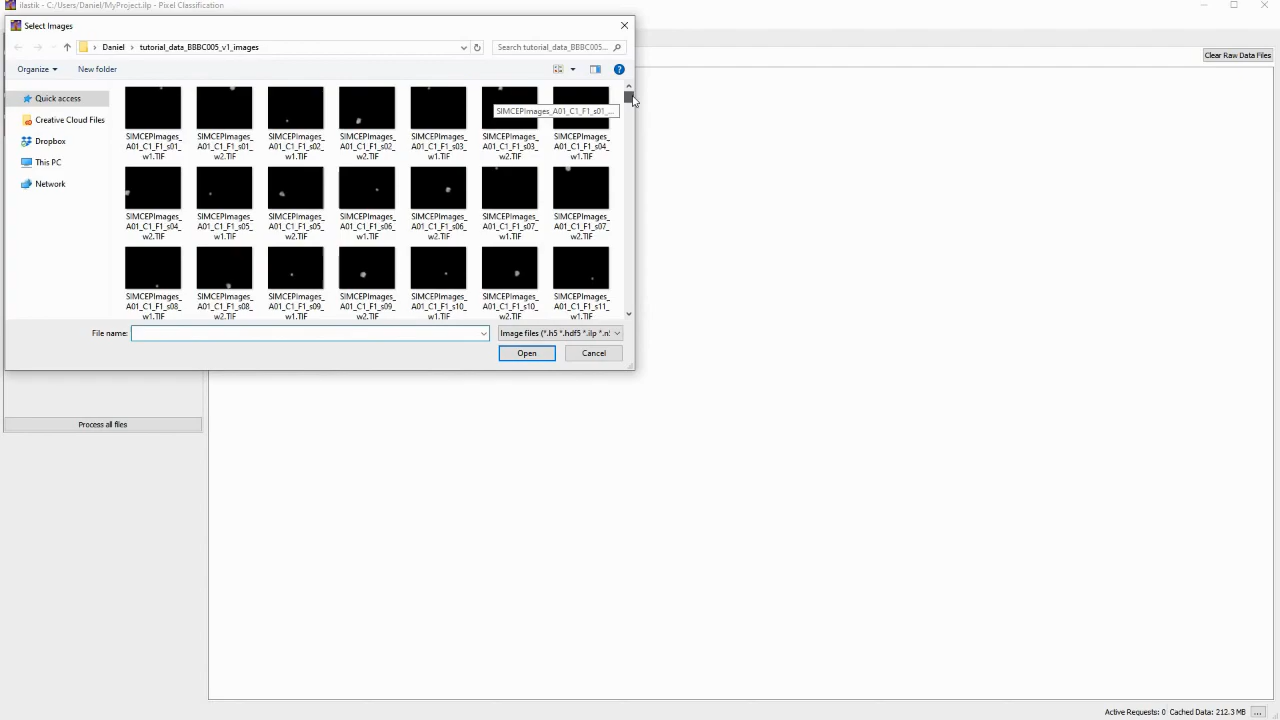 ilastik - C:/Users/Daniel/MyProject.ilp - Pixel Classification
Select Images
Daniel
tutorial_data_BBBC005_v1_images
Search tutorial_data_BBBC005...
Clear Raw Data Files
Organize
New folder
Quick access
Creative Cloud Files
Dropbox
This PC
Network
SIMCEPImages_A01_C1_F1_s01_...
SIMCEPImages_ SIMCEPImages_ SIMCEPImages_ SIMCEPImages_ SIMCEPImages_ SIMCEPImages_ SIMCEPImages_
A01_C1_F1_s01_ A01_C1_F1_s01_ A01_C1_F1_s02_ A01_C1_F1_s02_ A01_C1_F1_s03_ A01_C1_F1_s03_ A01_C1_F1_s04_
w1.TIF w2.TIF w1.TIF w2.TIF w1.TIF w2.TIF w1.TIF
SIMCEPImages_ SIMCEPImages_ SIMCEPImages_ SIMCEPImages_ SIMCEPImages_ SIMCEPImages_ SIMCEPImages_
A01_C1_F1_s04_ A01_C1_F1_s05_ A01_C1_F1_s05_ A01_C1_F1_s06_ A01_C1_F1_s06_ A01_C1_F1_s07_ A01_C1_F1_s07_
w2.TIF w1.TIF w2.TIF w1.TIF w2.TIF w1.TIF w2.TIF
SIMCEPImages_ SIMCEPImages_ SIMCEPImages_ SIMCEPImages_ SIMCEPImages_ SIMCEPImages_ SIMCEPImages_
A01_C1_F1_s08_ A01_C1_F1_s08_ A01_C1_F1_s09_ A01_C1_F1_s09_ A01_C1_F1_s10_ A01_C1_F1_s10_ A01_C1_F1_s11_
w1.TIF w2.TIF w1.TIF w2.TIF w1.TIF w2.TIF w1.TIF
File name:
Image files (*.h5 *.hdf5 *.ilp *.n
Open
Cancel
Process all files
Active Requests: 0 Cached Data: 212.3 MB ...